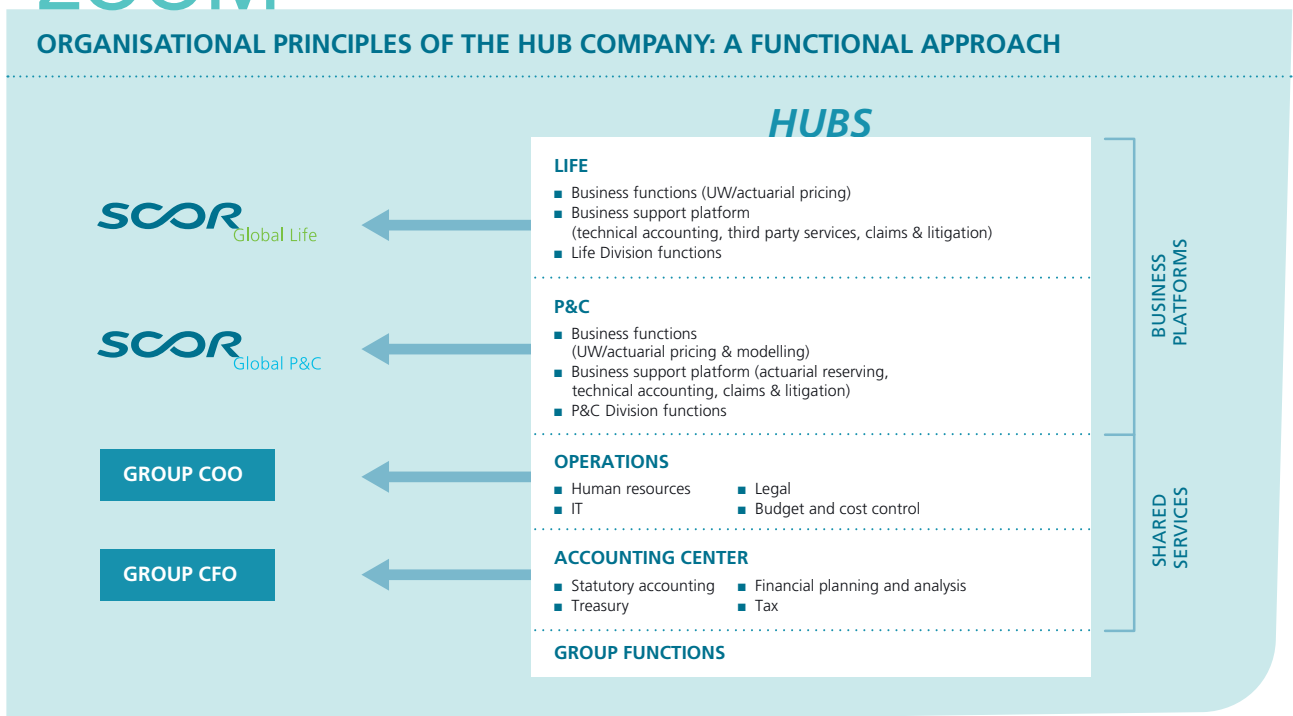 ZOOM
ORGANISATIONAL PRINCIPLES OF THE HUB COMPANY: A FUNCTIONAL APPROACH
HUBS
SCOR
Global Life
LIFE
■ Business functions (UW/actuarial pricing)
■ Business support platform
(technical accounting, third party services, claims & litigation)
■ Life Division functions
SCOR
Global P&C
P&C
■ Business functions
(UW/actuarial pricing & modelling)
■ Business support platform (actuarial reserving,
technical accounting, claims & litigation)
■ P&C Division functions
BUSINESS
PLATFORMS
GROUP COO
OPERATIONS
■ Human resources ■ Legal
■ IT ■ Budget and cost control
GROUP CFO
ACCOUNTING CENTER
■ Statutory accounting ■ Financial planning and analysis
■ Treasury ■ Tax
SHARED
SERVICES
GROUP FUNCTIONS